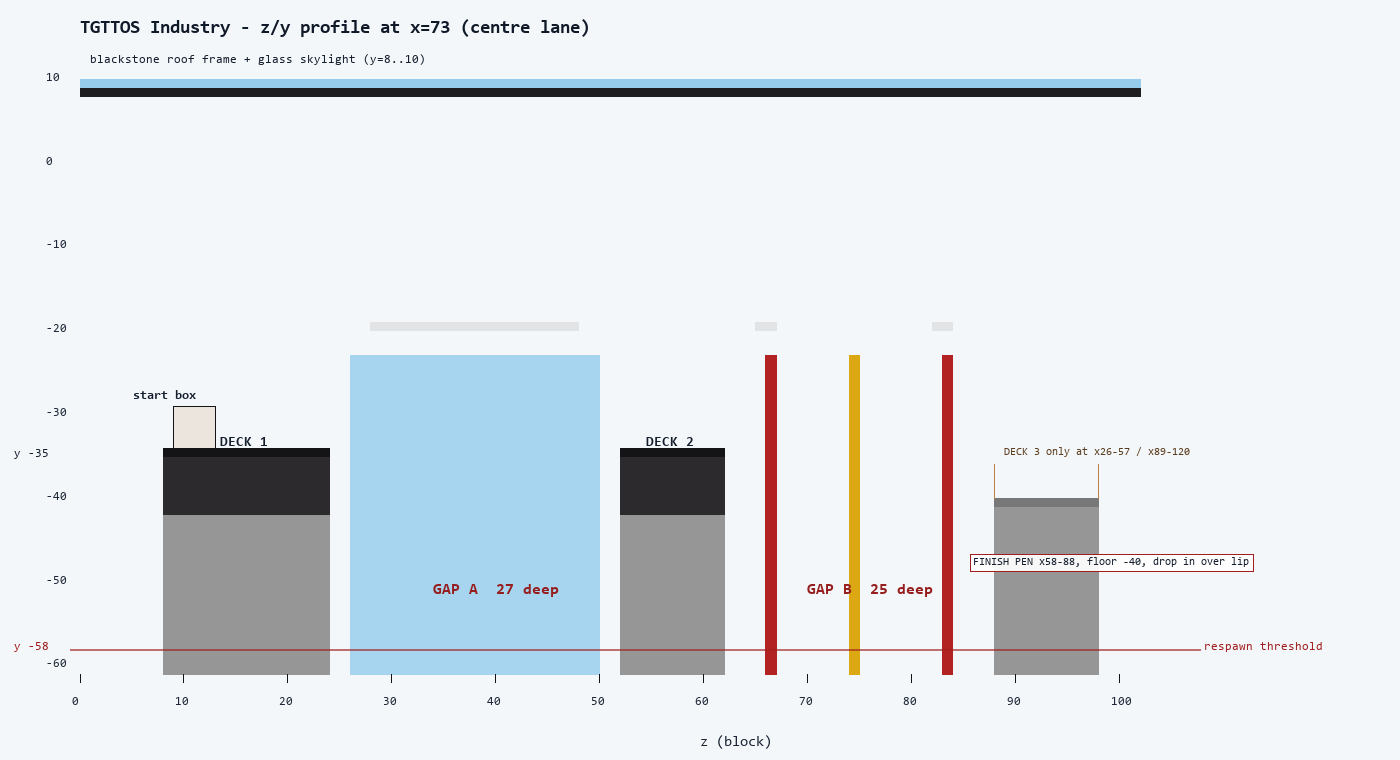 TGTTOS Industry - z/y profile at x=73 (centre lane)
blackstone roof frame + glass skylight (y=8..10)
10
0
-10
-20
start box
-30
DECK 1
DECK 2
y -35
DECK 3 only at x26-57 / x89-120
-40
FINISH PEN x58-88, floor -40, drop in over lip
-50
GAP A  27 deep
GAP B  25 deep
y -58
respawn threshold
-60
0 10 20 30 40 50 60 70 80 90 100
z (block)